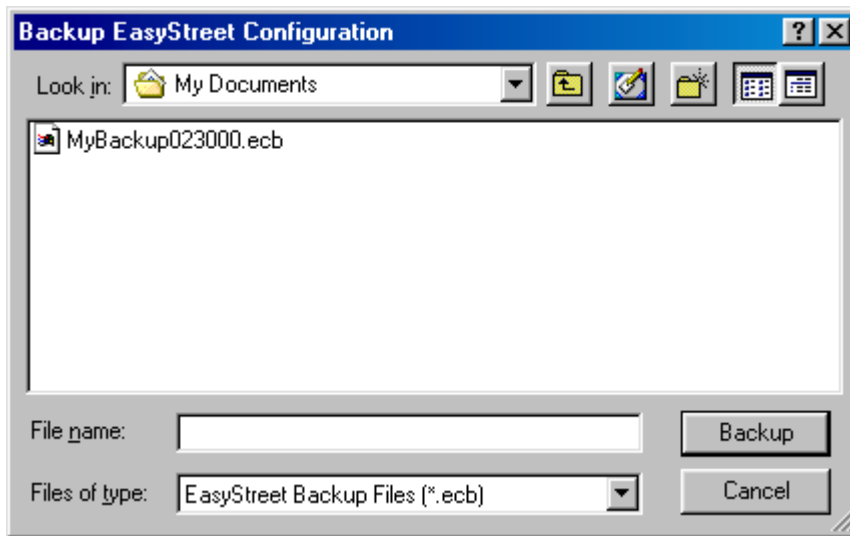 Backup EasyStreet Configuration
Look in: My Documents
MyBackup023000.ecb
File name: Backup
Files of type: EasyStreet Backup Files (*.ecb) Cancel